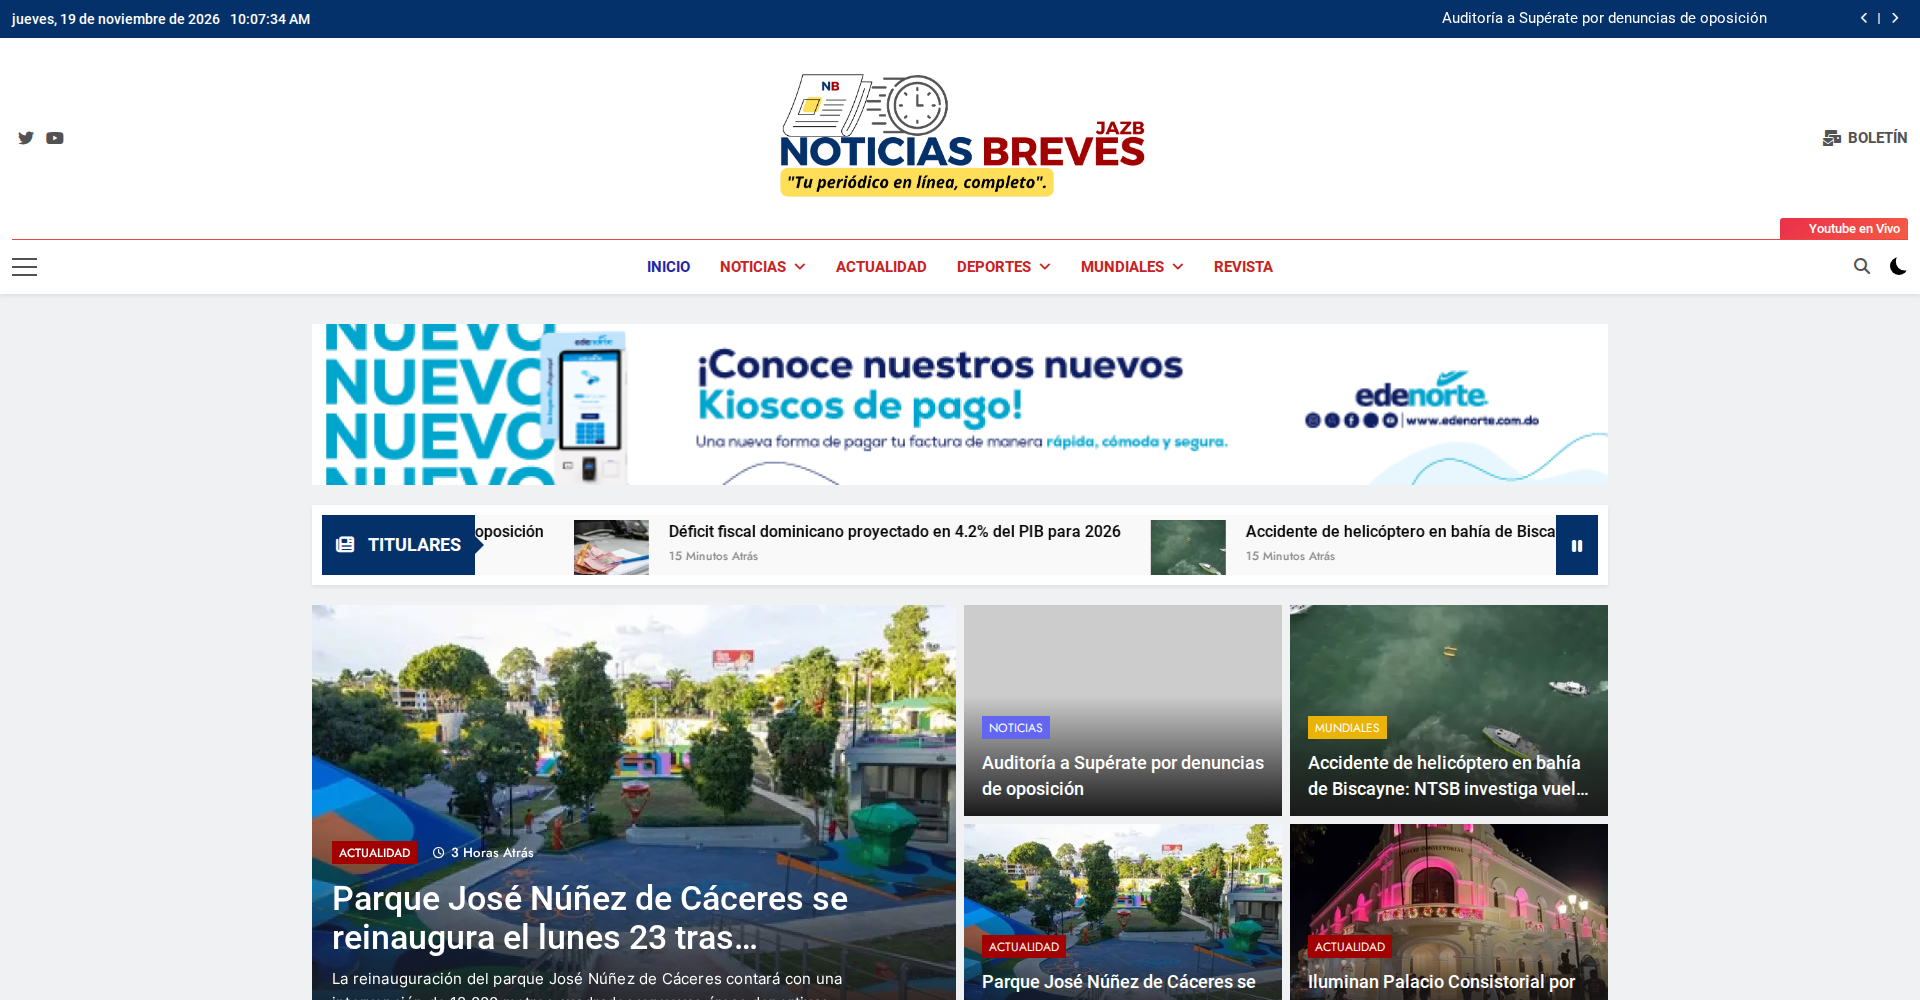 jueves, 19 de noviembre de 2026 10:07:34 AM
Auditoría a Supérate por denuncias de oposición
NB
JAZB
NOTICIAS BREVES
"Tu periódico en línea, completo".
BOLETÍN
Youtube en Vivo
INICIO
NOTICIAS
ACTUALIDAD
DEPORTES
MUNDIALES
REVISTA
NUEVO
NUEVO
NUEVO
NUEVO
edenorte
¡Conoce nuestros nuevos
Kioscos de pago!
Una nueva forma de pagar tu factura de manera rápida, cómoda y segura.
edenorte
www.edenorte.com.do
TITULARES
oposición
Déficit fiscal dominicano proyectado en 4.2% del PIB para 2026
15 Minutos Atrás
Accidente de helicóptero en bahía de Bisca
15 Minutos Atrás
ACTUALIDAD
3 Horas Atrás
Parque José Núñez de Cáceres se
reinaugura el lunes 23 tras…
La reinauguración del parque José Núñez de Cáceres contará con una
NOTICIAS
Auditoría a Supérate por denuncias
de oposición
MUNDIALES
Accidente de helicóptero en bahía
de Biscayne: NTSB investiga vuel…
ACTUALIDAD
Parque José Núñez de Cáceres se
ACTUALIDAD
Iluminan Palacio Consistorial por